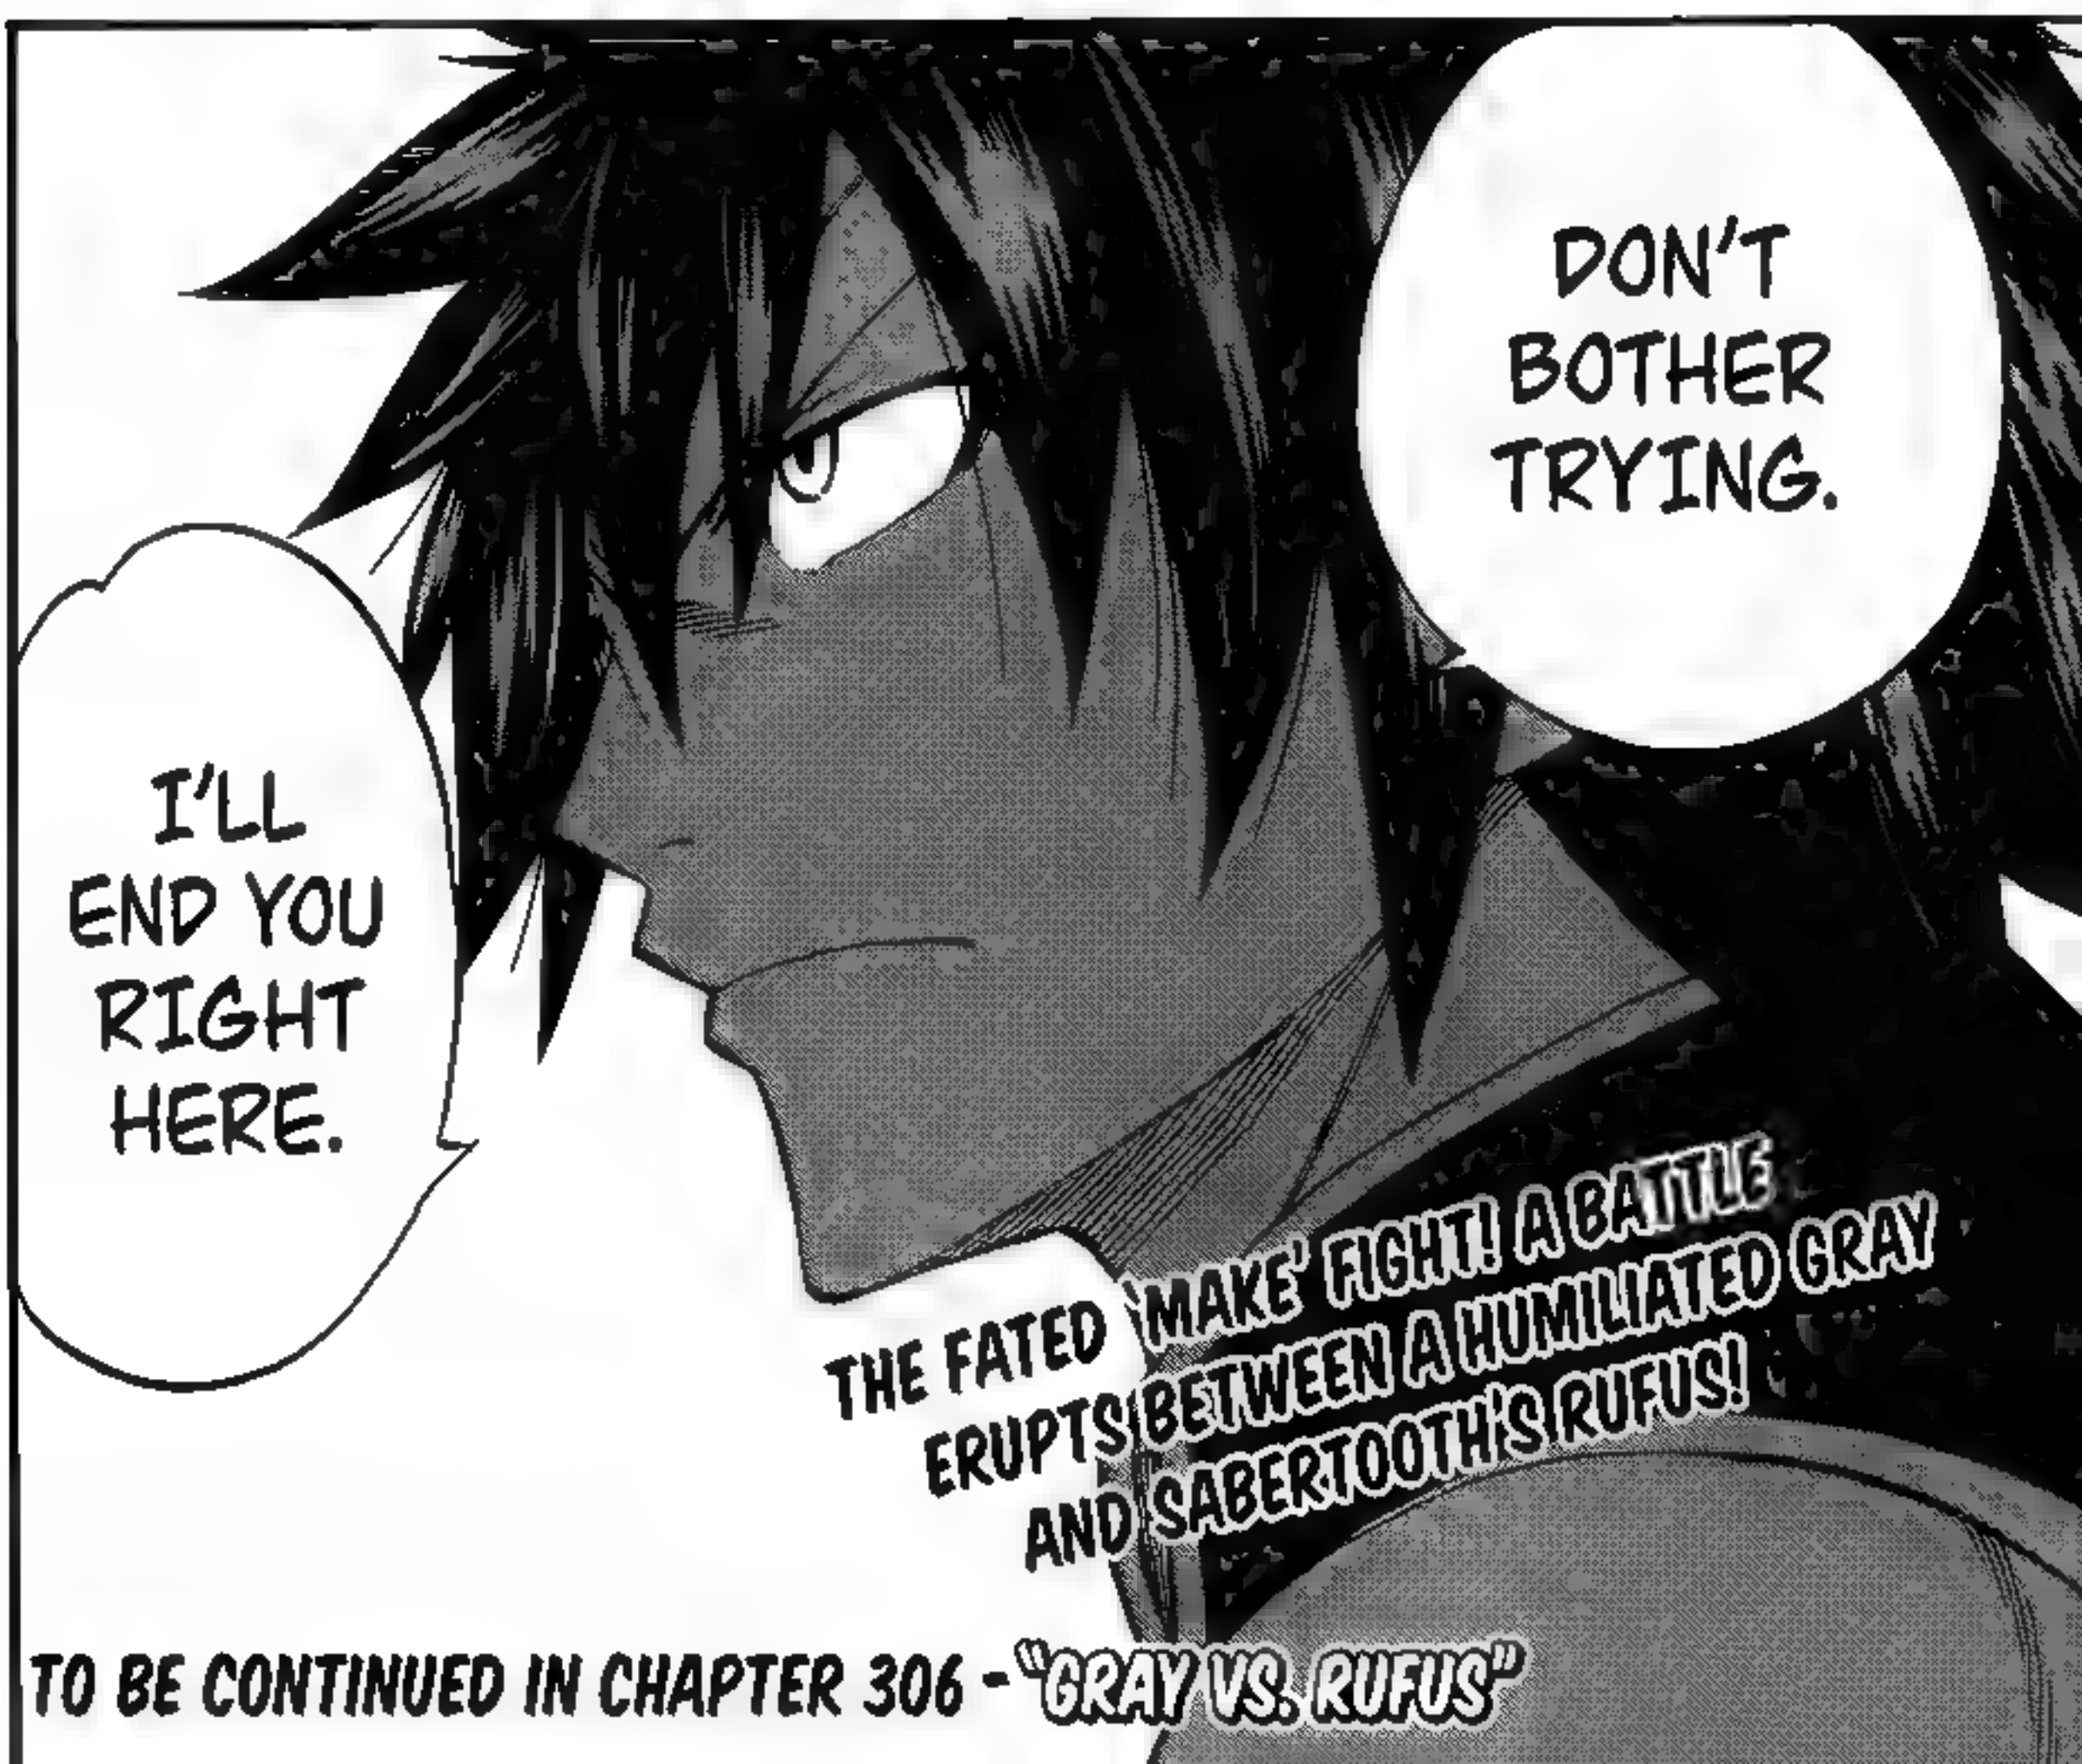 DON'T
BOTHER
TRYING.
I'LL
END YOU
RIGHT
HERE.
THE FATED 'MAKE' FIGHT! A BATTLE
ERUPTS BETWEEN A HUMILIATED GRAY
AND SABERTOOTH'S RUFUS!
TO BE CONTINUED IN CHAPTER 306 - "GRAY VS. RUFUS"